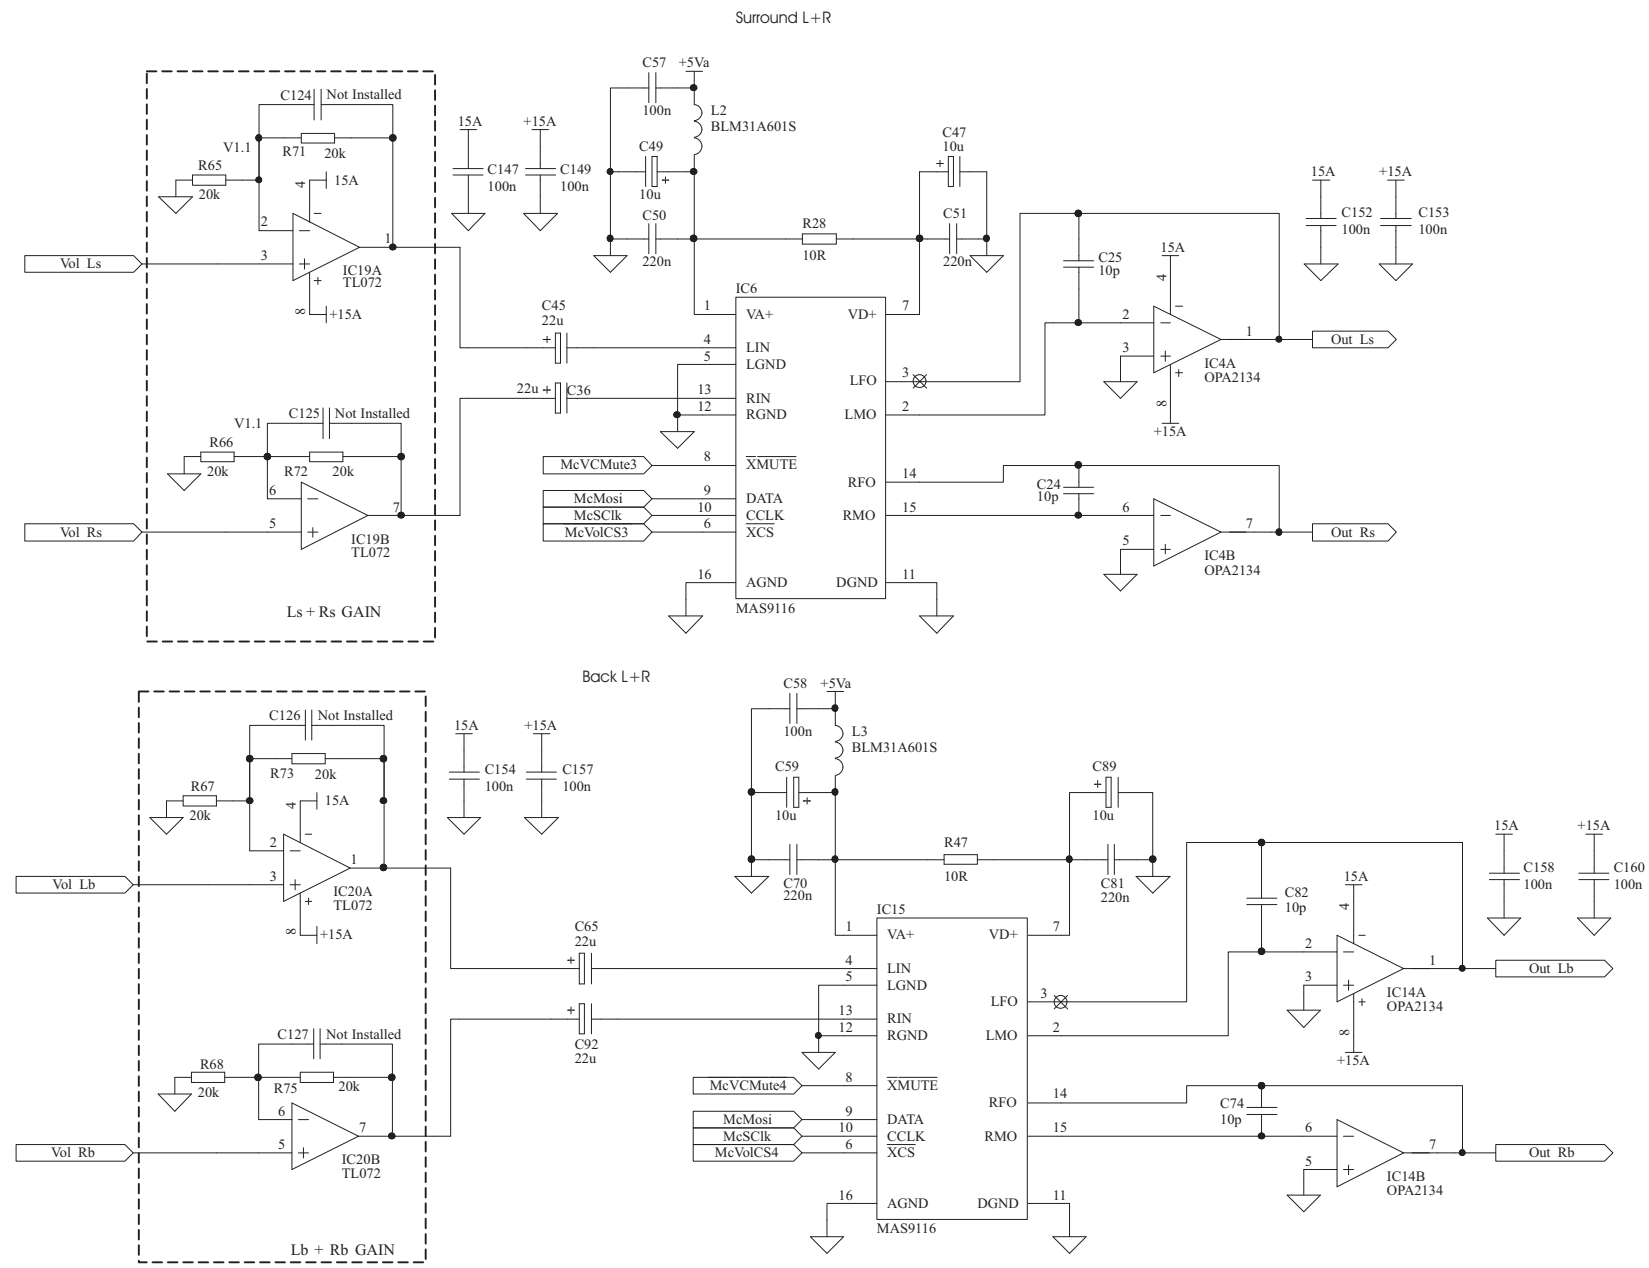 Surround L+R
C57
+5Va
100n
L2
BLM31A601S
C124
Not Installed
V1.1
R71
20k
R65
20k
4
15A
2
3
1
8
+15A
IC19A
TL072
Vol Ls
15A
C147
100n
+15A
C149
100n
C49
10u
C50
220n
R28
10R
C47
10u
C51
220n
15A
C152
100n
+15A
C153
100n
C45
22u
22u
C36
IC6
1
VA+
4
LIN
5
LGND
13
RIN
12
RGND
8
XMUTE
9
DATA
10
CCLK
6
XCS
16
AGND
VD+
7
LFO
3
LMO
2
RFO
14
RMO
15
DGND
11
MAS9116
McVCMute3
McMosi
McSClk
McVolCS3
C25
10p
15A
4
2
3
1
8
+15A
IC4A
OPA2134
Out Ls
C24
10p
6
5
7
IC4B
OPA2134
Out Rs
C125
Not Installed
V1.1
R66
20k
R72
20k
6
5
7
IC19B
TL072
Vol Rs
Ls + Rs GAIN
Back L+R
C58
+5Va
100n
L3
BLM31A601S
C126
Not Installed
R73
20k
R67
20k
4
15A
2
3
1
8
+15A
IC20A
TL072
Vol Lb
15A
C154
100n
+15A
C157
100n
C59
10u
C70
220n
R47
10R
C89
10u
C81
220n
15A
C158
100n
+15A
C160
100n
C65
22u
C92
22u
IC15
1
VA+
4
LIN
5
LGND
13
RIN
12
RGND
8
XMUTE
9
DATA
10
CCLK
6
XCS
16
AGND
VD+
7
LFO
3
LMO
2
RFO
14
RMO
15
DGND
11
MAS9116
McVCMute4
McMosi
McSClk
McVolCS4
C82
10p
15A
4
2
3
1
8
+15A
IC14A
OPA2134
Out Lb
C74
10p
6
5
7
IC14B
OPA2134
Out Rb
C127
Not Installed
R68
20k
R75
20k
6
5
7
IC20B
TL072
Vol Rb
Lb + Rb GAIN